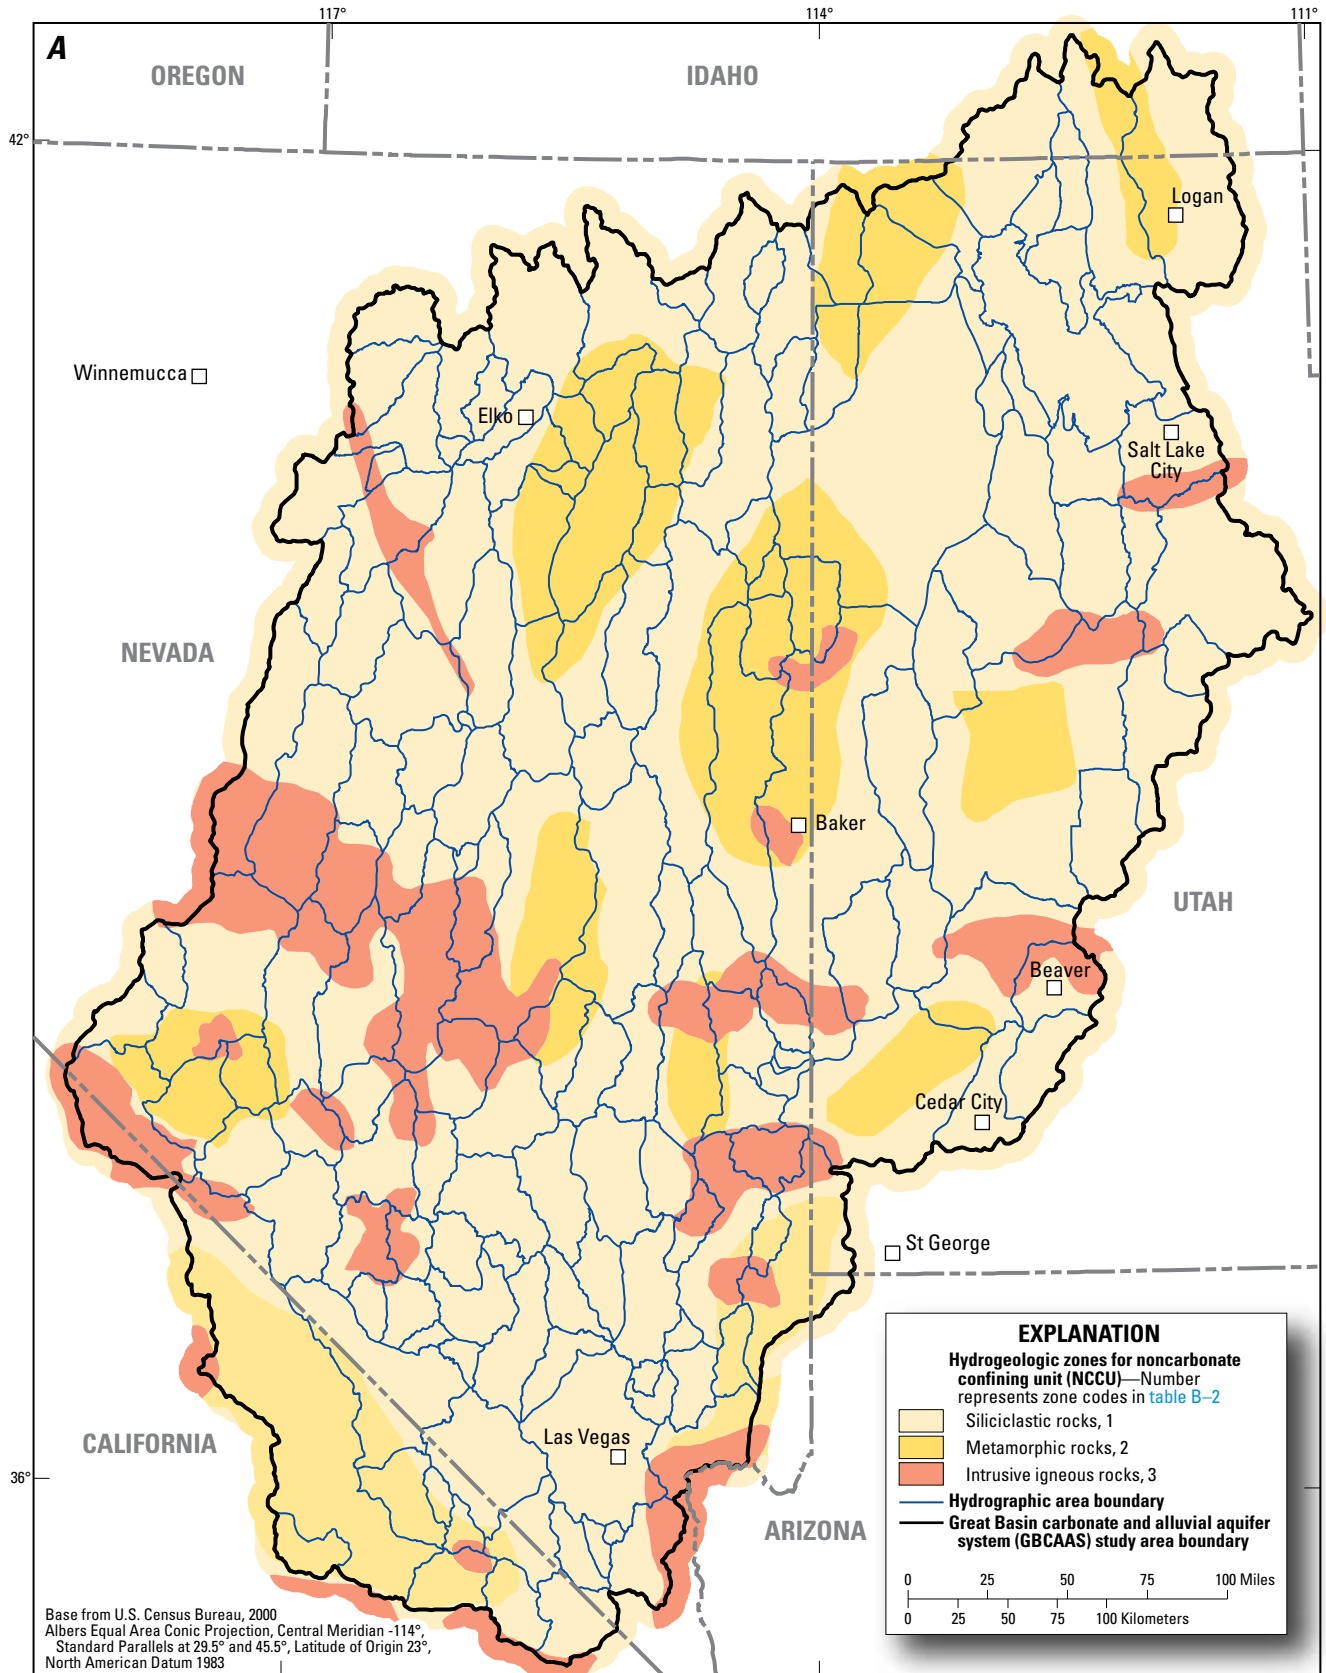 117°
114°
111°
A
OREGON
IDAHO
42°
Logan
Winnemucca
Elko
Salt Lake
City
NEVADA
Baker
UTAH
Beaver
Cedar City
St George
EXPLANATION
Hydrogeologic zones for noncarbonate
confining unit (NCCU)—Number
represents zone codes in table B–2
Siliciclastic rocks, 1
Metamorphic rocks, 2
Intrusive igneous rocks, 3
Hydrographic area boundary
Great Basin carbonate and alluvial aquifer
system (GBCAAS) study area boundary
0 25 50 75 100 Miles
0 25 50 75 100 Kilometers
Las Vegas
CALIFORNIA
36°
ARIZONA
Base from U.S. Census Bureau, 2000
Albers Equal Area Conic Projection, Central Meridian -114°,
Standard Parallels at 29.5° and 45.5°, Latitude of Origin 23°,
North American Datum 1983